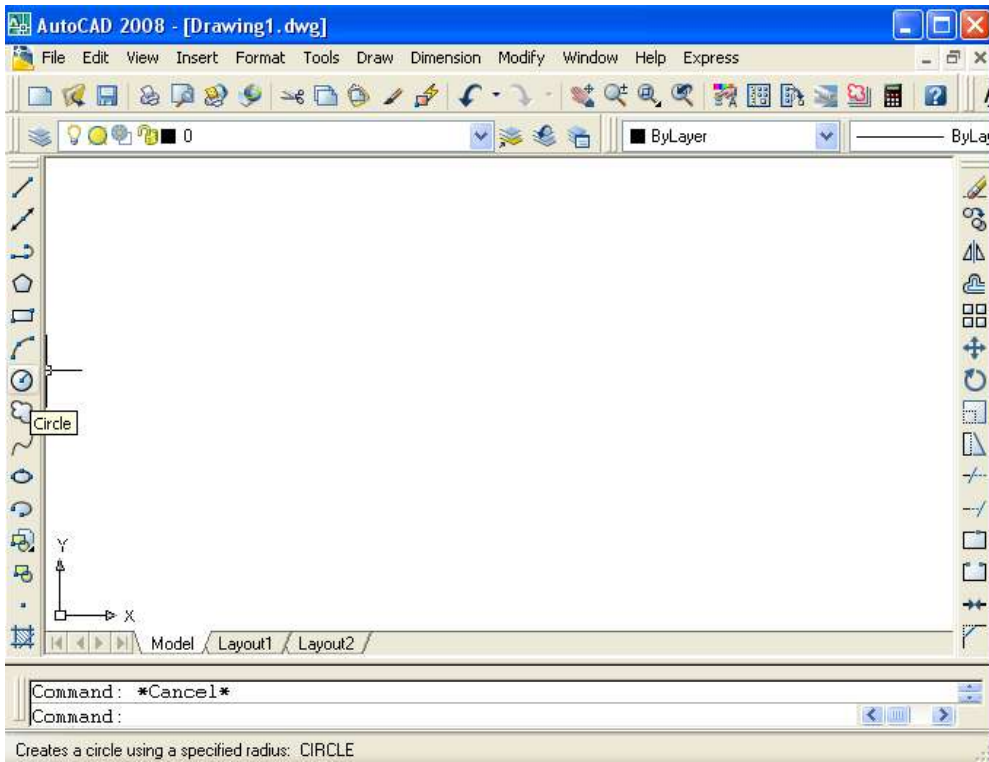 AutoCAD 2008 - [Drawing1.dwg]
File Edit View Insert Format Tools Draw Dimension Modify Window Help Express
0 ByLayer
Circle
Y
X
Model Layout1 Layout2
Command: *Cancel*
Command:
Creates a circle using a specified radius: CIRCLE